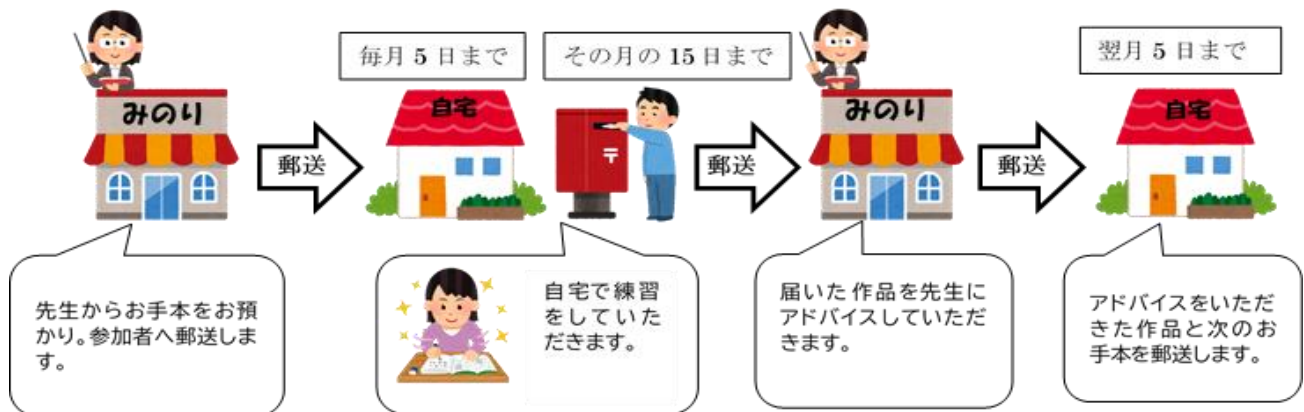 毎月 5 日まで
その月の 15 日まで
翌月 5 日まで
みのり
郵送
自宅
〒
郵送
みのり
郵送
自宅
先生からお手本をお預
かり。参加者へ郵送しま
す。
自宅で練習
をしていた
だきます。
届いた作品を先生に
アドバイスしていただ
きます。
アドバイスをいただ
きた作品と次のお
手本を郵送します。